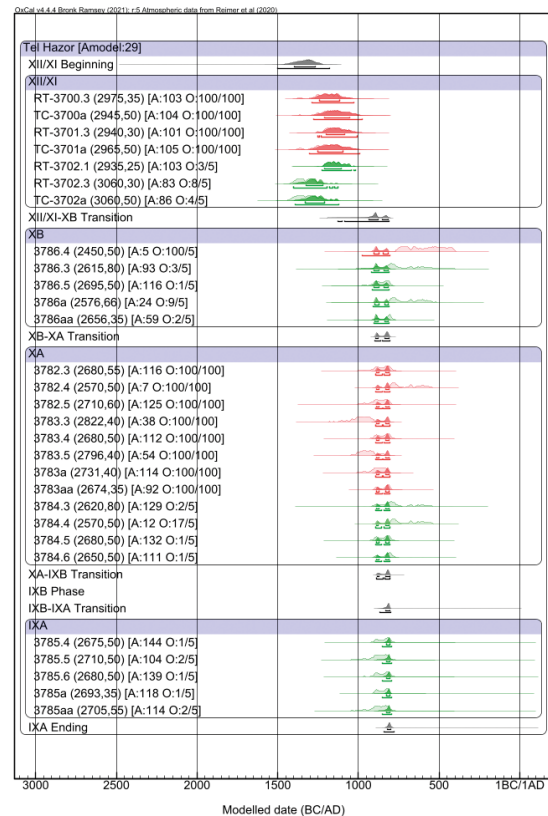 OxCal v4.4.4 Bronk Ramsey (2021); r:5 Atmospheric data from Reimer et al (2020)
Tel Hazor [Amodel:29]
XII/XI Beginning
XII/XI
RT-3700.3 (2975,35) [A:103 O:100/100]
TC-3700a (2945,50) [A:104 O:100/100]
RT-3701.3 (2940,30) [A:101 O:100/100]
TC-3701a (2965,50) [A:105 O:100/100]
RT-3702.1 (2935,25) [A:103 O:3/5]
RT-3702.3 (3060,30) [A:83 O:8/5]
TC-3702a (3060,50) [A:86 O:4/5]
XII/XI-XB Transition
XB
3786.4 (2450,50) [A:5 O:100/5]
3786.3 (2615,80) [A:93 O:3/5]
3786.5 (2695,50) [A:116 O:1/5]
3786a (2576,66) [A:24 O:9/5]
3786aa (2656,35) [A:59 O:2/5]
XB-XA Transition
XA
3782.3 (2680,55) [A:116 O:100/100]
3782.4 (2570,50) [A:7 O:100/100]
3782.5 (2710,60) [A:125 O:100/100]
3783.3 (2822,40) [A:38 O:100/100]
3783.4 (2680,50) [A:112 O:100/100]
3783.5 (2796,40) [A:54 O:100/100]
3783a (2731,40) [A:114 O:100/100]
3783aa (2674,35) [A:92 O:100/100]
3784.3 (2620,80) [A:129 O:2/5]
3784.4 (2570,50) [A:12 O:17/5]
3784.5 (2680,50) [A:132 O:1/5]
3784.6 (2650,50) [A:111 O:1/5]
XA-IXB Transition
IXB Phase
IXB-IXA Transition
IXA
3785.4 (2675,50) [A:144 O:1/5]
3785.5 (2710,50) [A:104 O:2/5]
3785.6 (2680,50) [A:139 O:1/5]
3785a (2693,35) [A:118 O:1/5]
3785aa (2705,55) [A:114 O:2/5]
IXA Ending
3000 2500 2000 1500 1000 500 1BC/1AD
Modelled date (BC/AD)